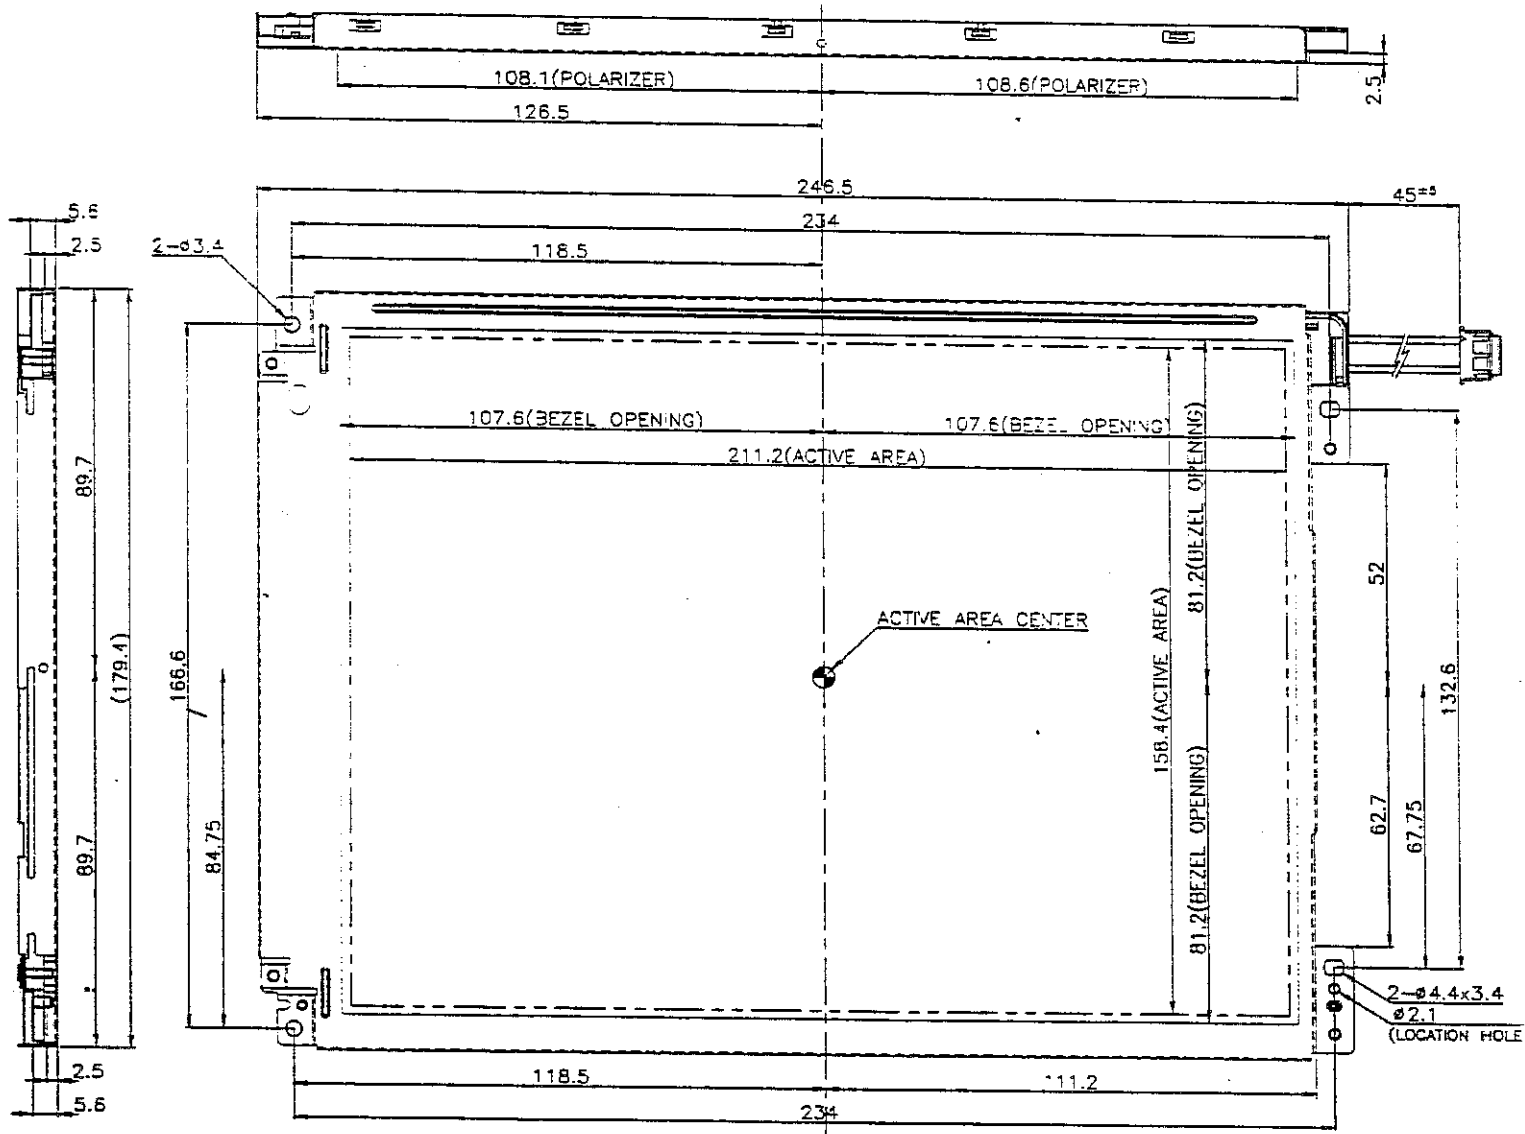 108.1(POLARIZER)
108.6(POLARIZER)
2.5
126.5
246.5
45±5
5.6
234
2.5
2-ø3.4
118.5
107.6(BEZEL OPENING)
107.6(BEZEL OPENING)
211.2(ACTIVE AREA)
81.2(BEZEL OPENING)
89.7
52
ACTIVE AREA CENTER
158.4(ACTIVE AREA)
(179.4)
166.6
132.6
84.75
89.7
81.2(BEZEL OPENING)
62.7
67.75
2-ø4.4x3.4
ø2.1
(LOCATION HOLE
2.5
118.5
111.2
5.6
234